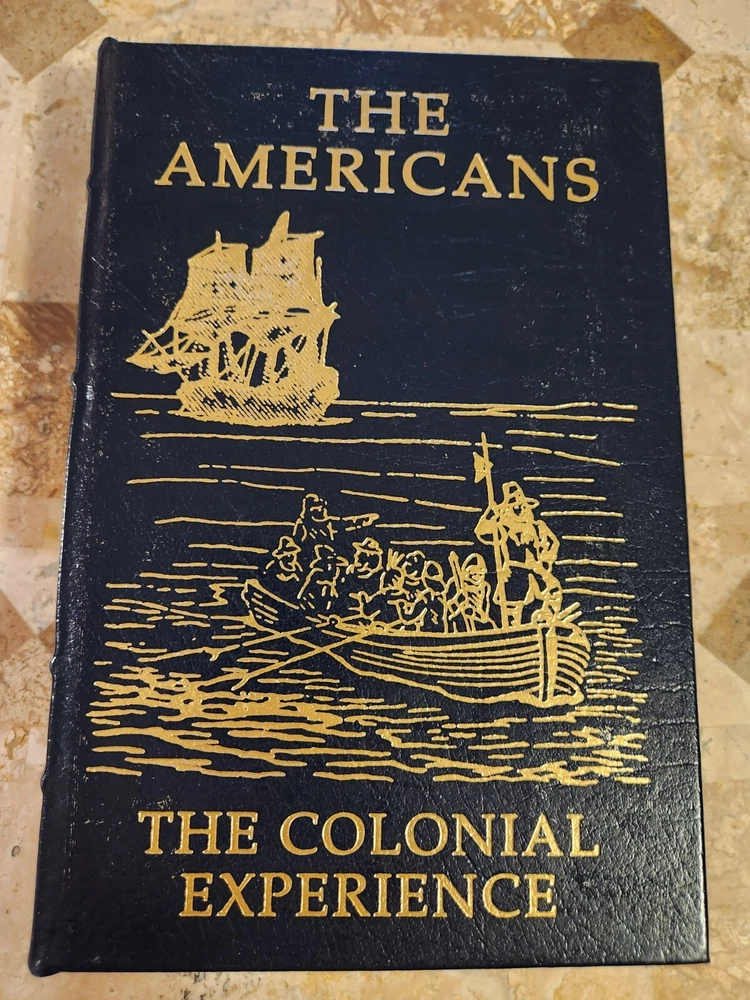 THE
AMERICANS
THE COLONIAL
EXPERIENCE